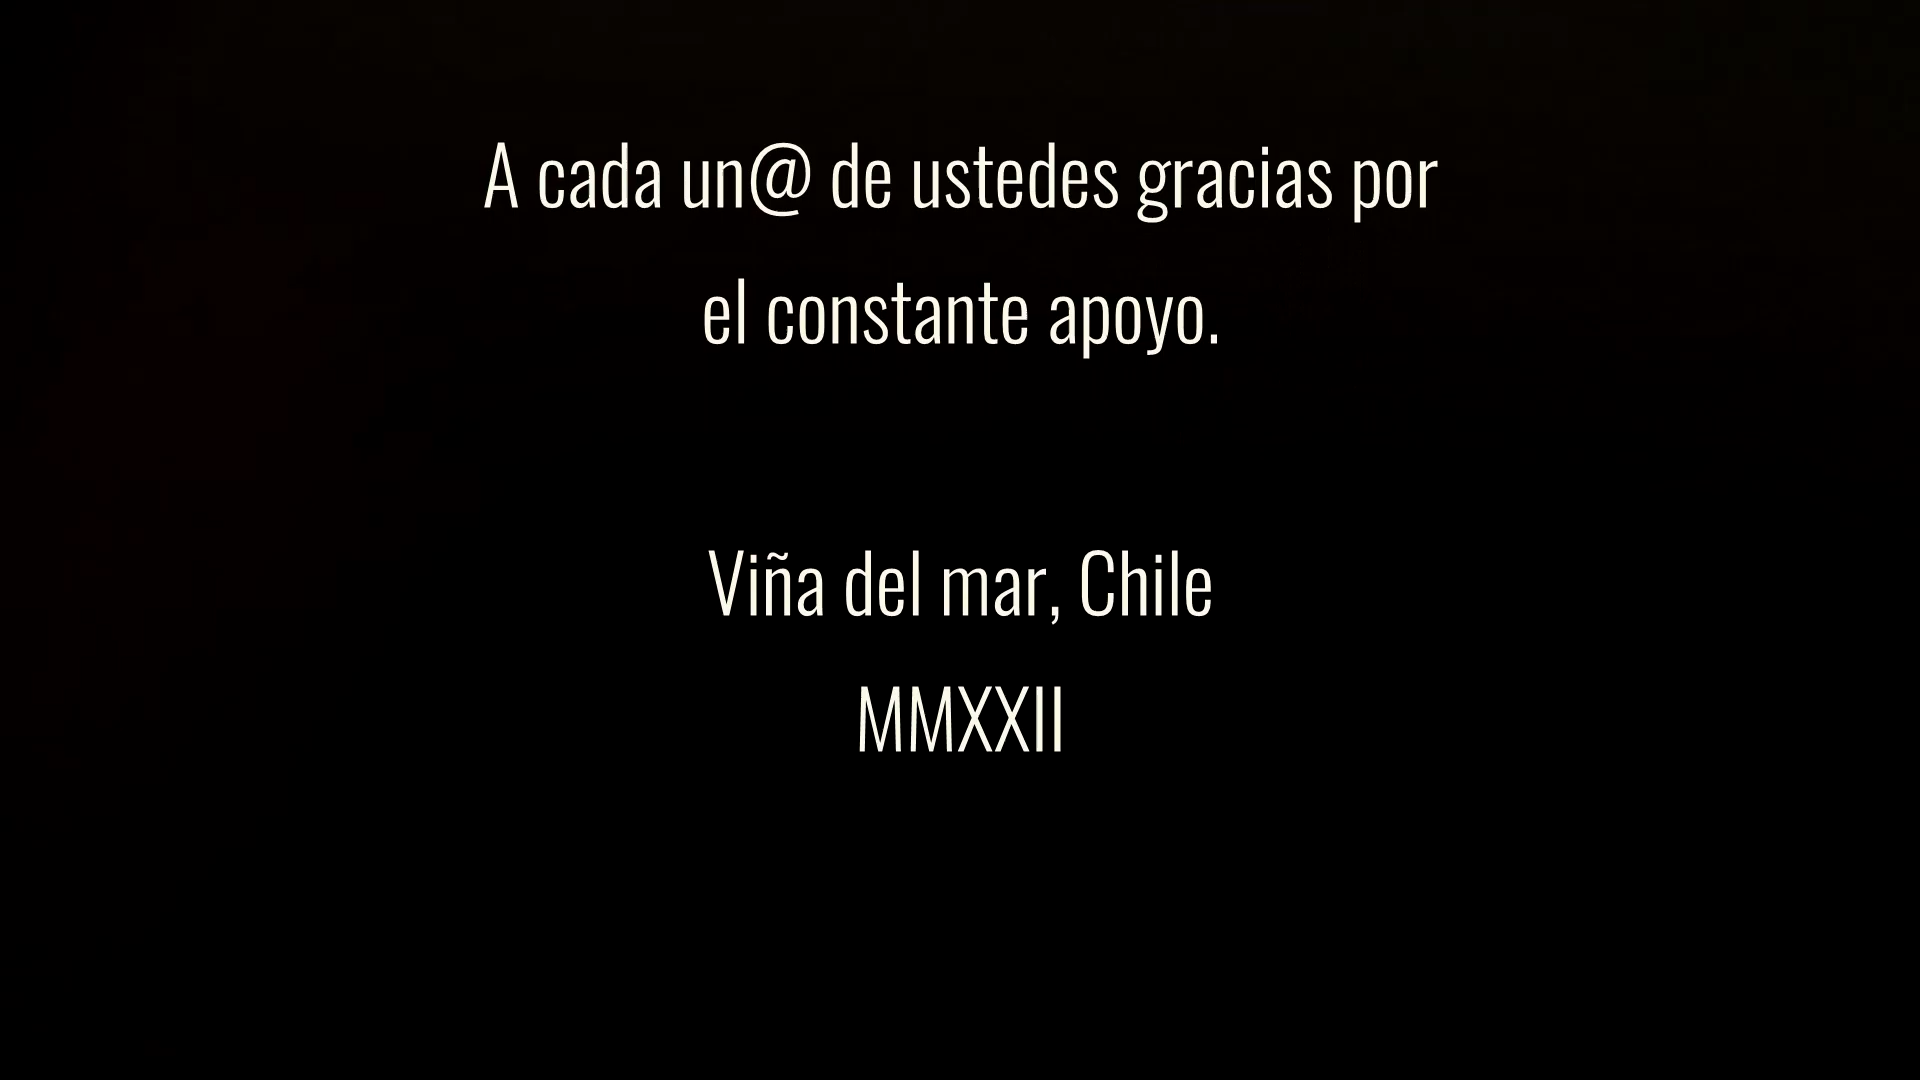 A cada un@ de ustedes gracias por
el constante apoyo.
Viña del mar, Chile
MMXXII